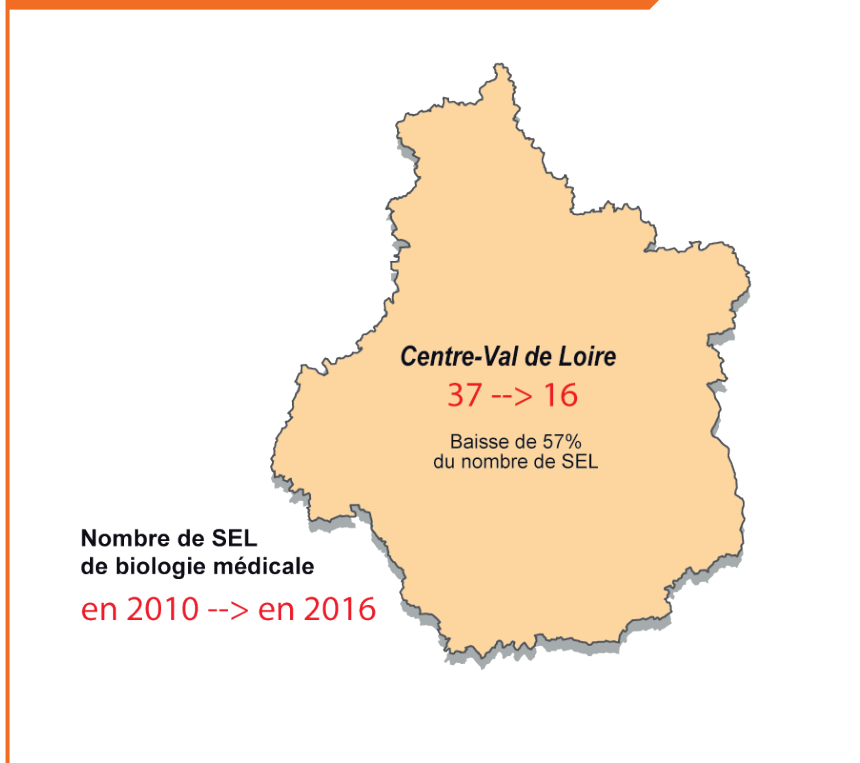 Centre-Val de Loire
37 --> 16
Baisse de 57%
du nombre de SEL
Nombre de SEL
de biologie médicale
en 2010 --> en 2016